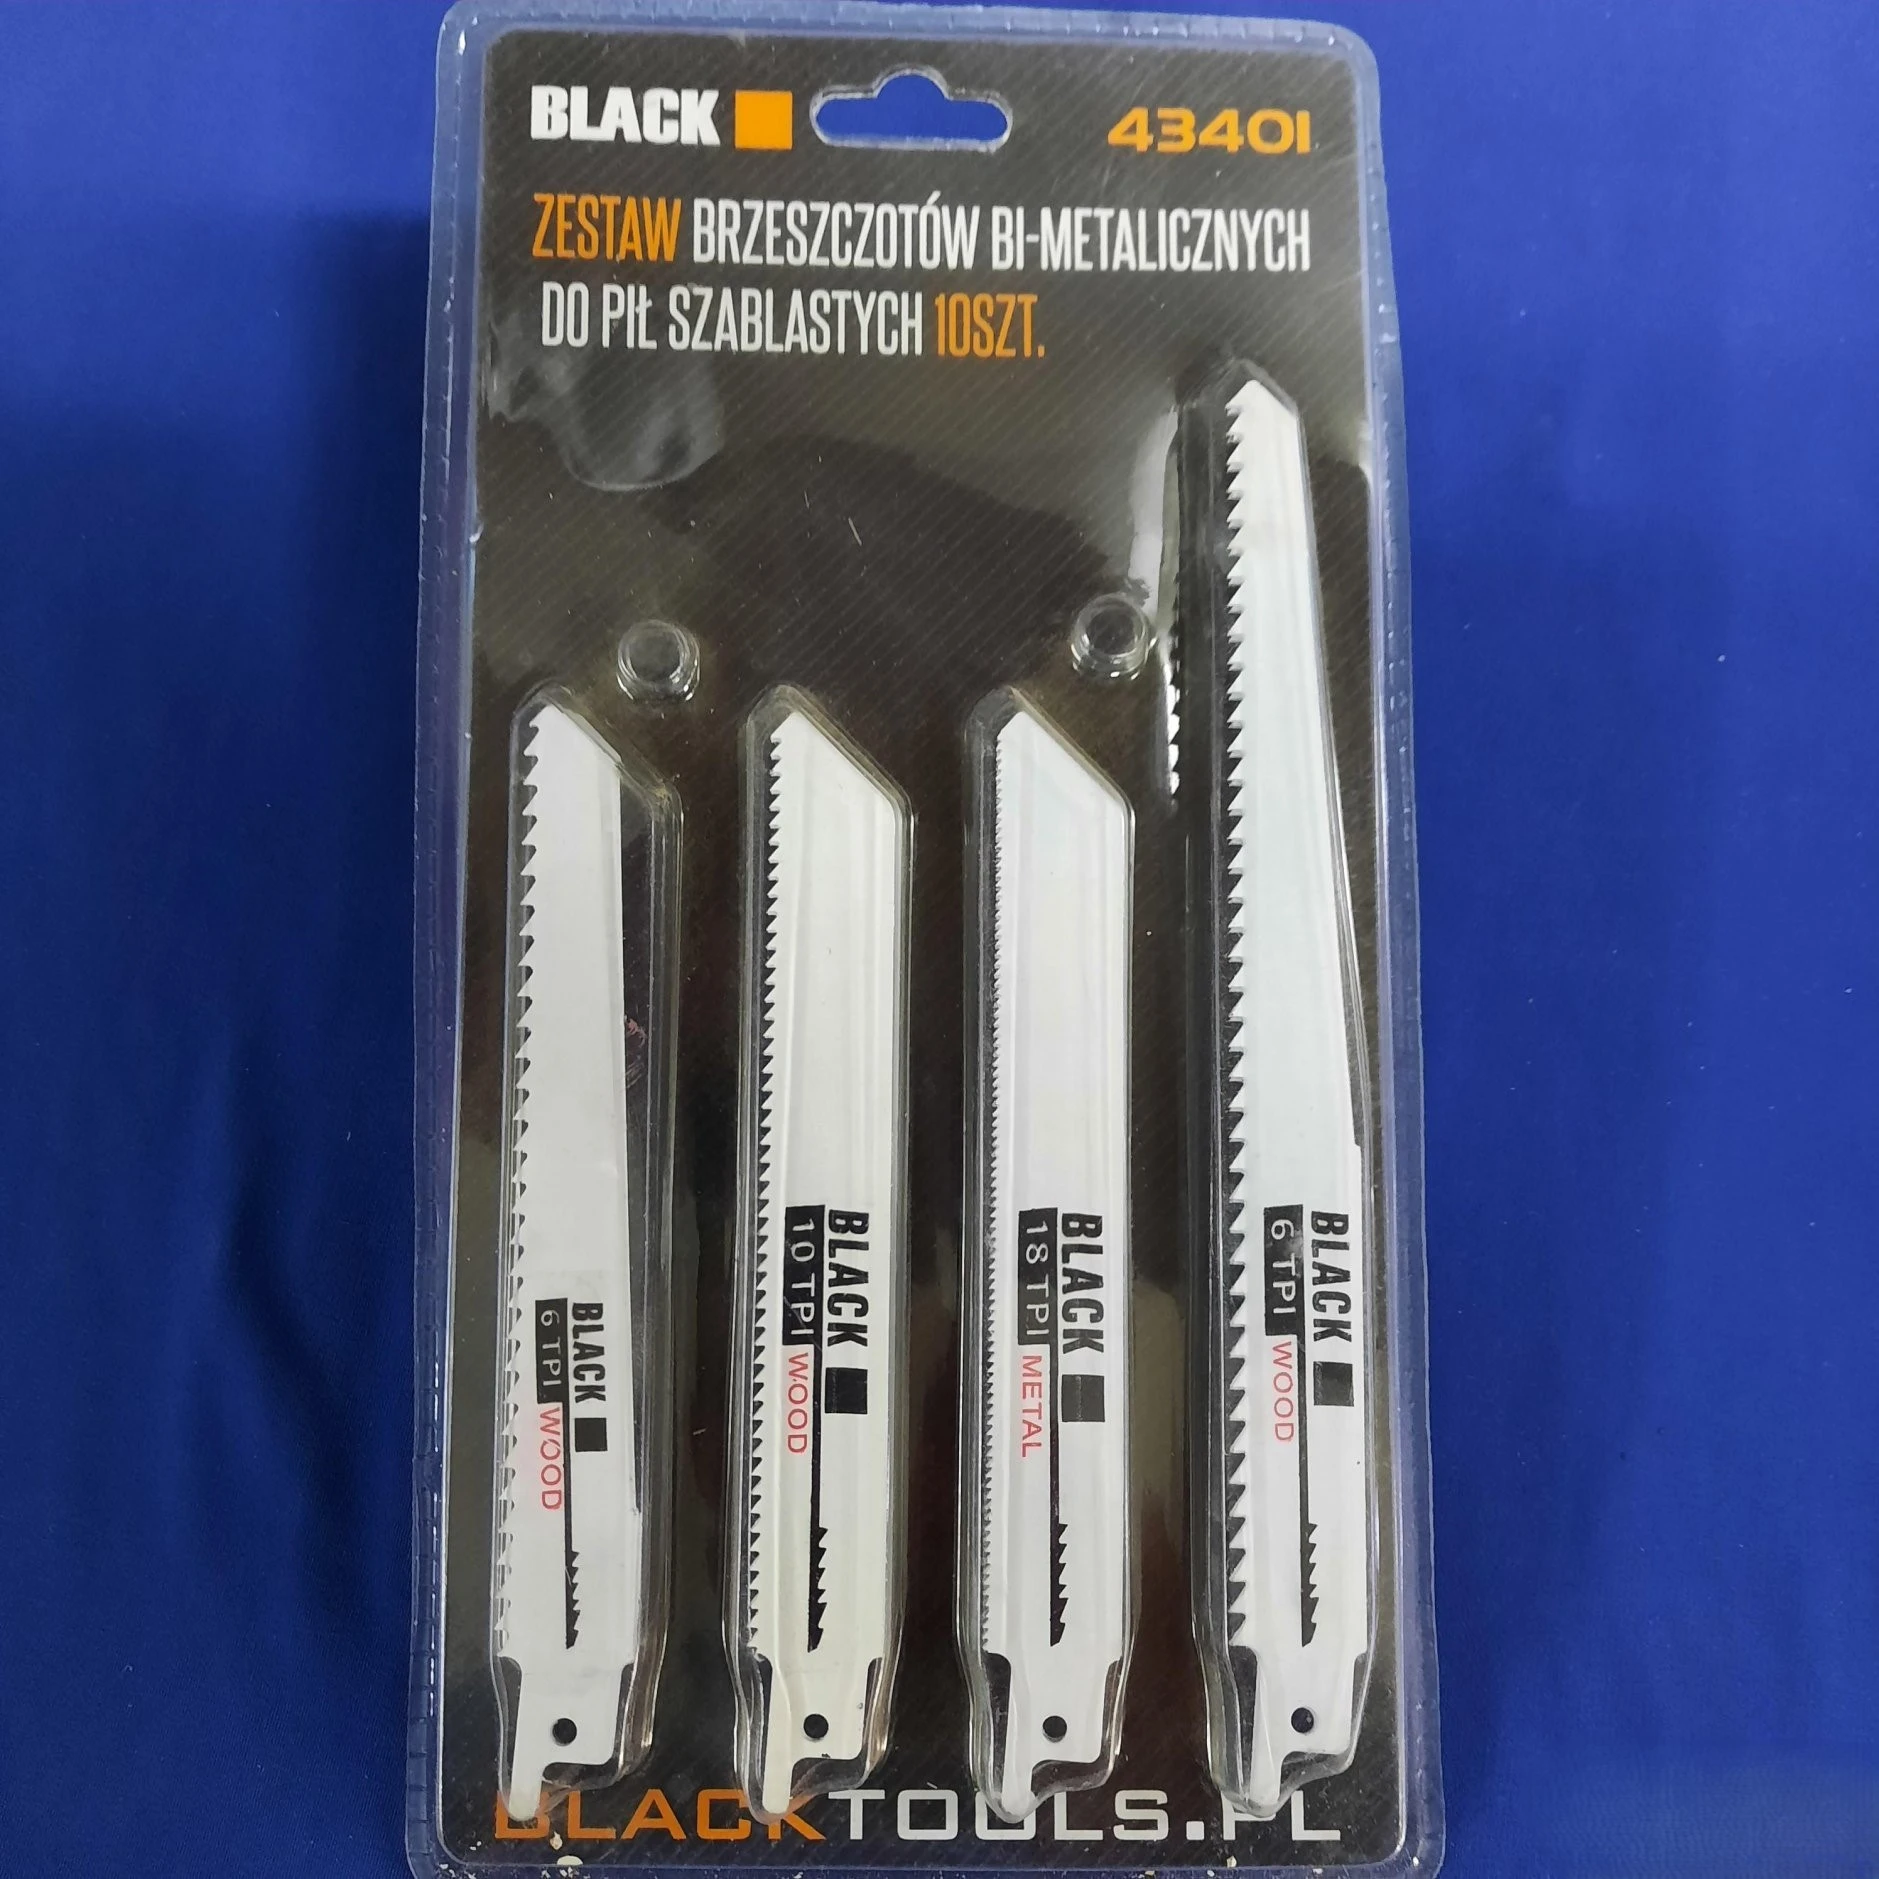 BLACK 43401
ZESTAW BRZESZCZOTÓW BI-METALICZNYCH
DO PIŁ SZABLASTYCH 10SZT.
BLACK
6 TPI WOOD
BLACK
10 TPI WOOD
BLACK
18 TPI METAL
BLACK
6 TPI WOOD
BLACKTOOLS.PL